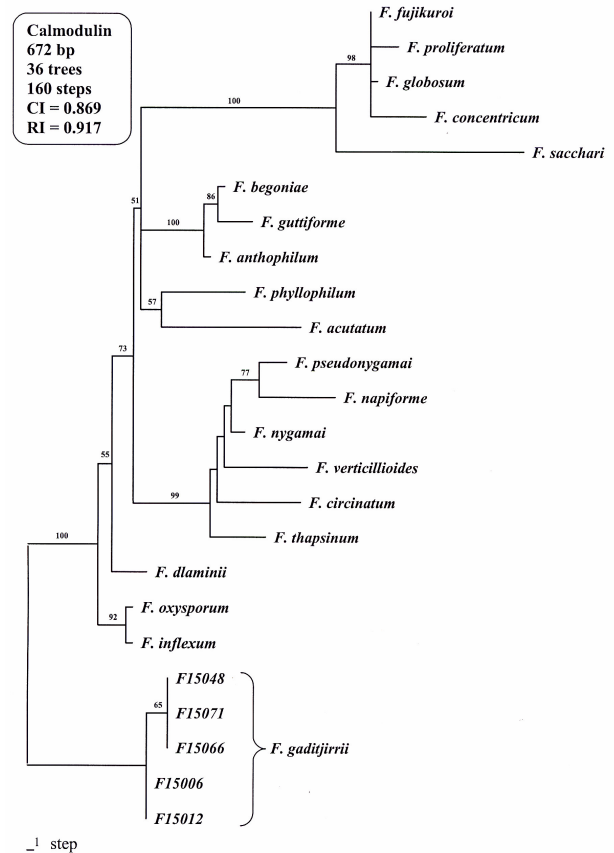 Calmodulin
672 bp
36 trees
160 steps
CI = 0.869
RI = 0.917
F. fujikuroi
F. proliferatum
98
F. globosum
100
F. concentricum
F. sacchari
F. begoniae
86
51
F. guttiforme
100
F. anthophilum
F. phyllophilum
57
F. acutatum
73
F. pseudonygamai
77
F. napiforme
F. nygamai
55
F. verticillioides
99
F. circinatum
F. thapsinum
100
F. dlaminii
F. oxysporum
92
F. inflexum
F15048
65
F15071
F15066
F. gaditjirrii
F15006
F15012
1 step